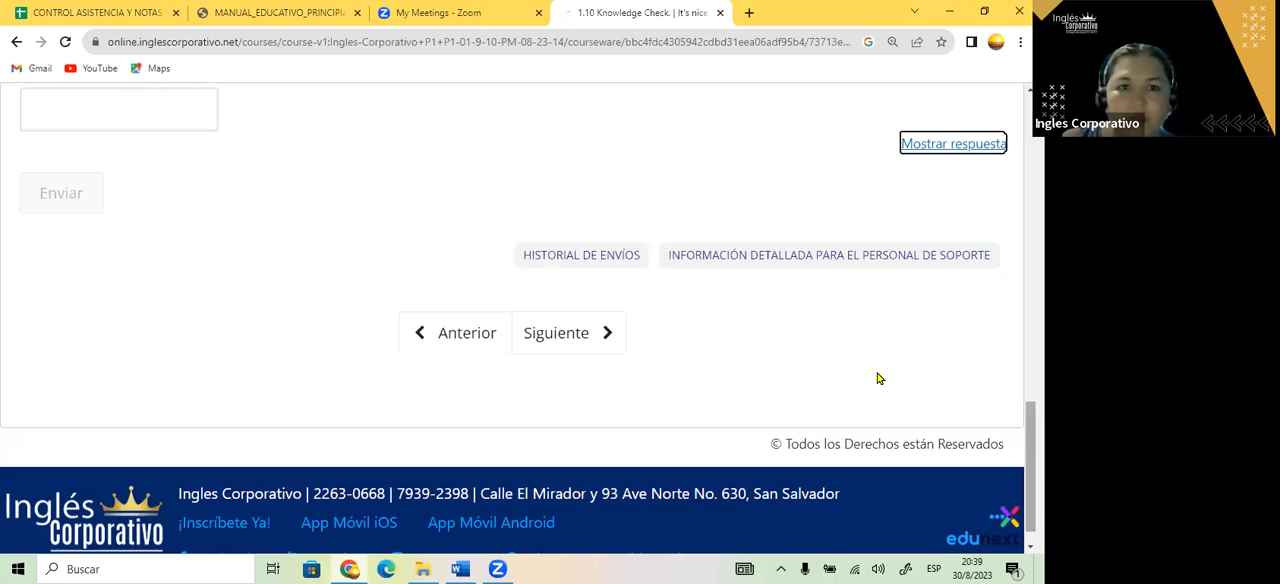 CONTROL ASISTENCIA Y NOTAS
MANUAL_EDUCATIVO_PRINCIPIA
My Meetings - Zoom
1.10 Knowledge Check. | It's nice
online.inglescorporativo.net/courses/course-v1:Ingles-Corporativo+P1+P1-01-9-10-PM-08-23-14/courseware/bbc4fdc4305942cdbd31eea06adf95b4/73713e...
Gmail
YouTube
Maps
Inglés
Corporativo
Ingles Corporativo
Mostrar respuesta
Enviar
HISTORIAL DE ENVÍOS
INFORMACIÓN DETALLADA PARA EL PERSONAL DE SOPORTE
Anterior
Siguiente
© Todos los Derechos están Reservados
Inglés
Corporativo
Ingles Corporativo | 2263-0668 | 7939-2398 | Calle El Mirador y 93 Ave Norte No. 630, San Salvador
¡Inscríbete Ya!
App Móvil iOS
App Móvil Android
edunext
Buscar
ESP
20:39
30/8/2023